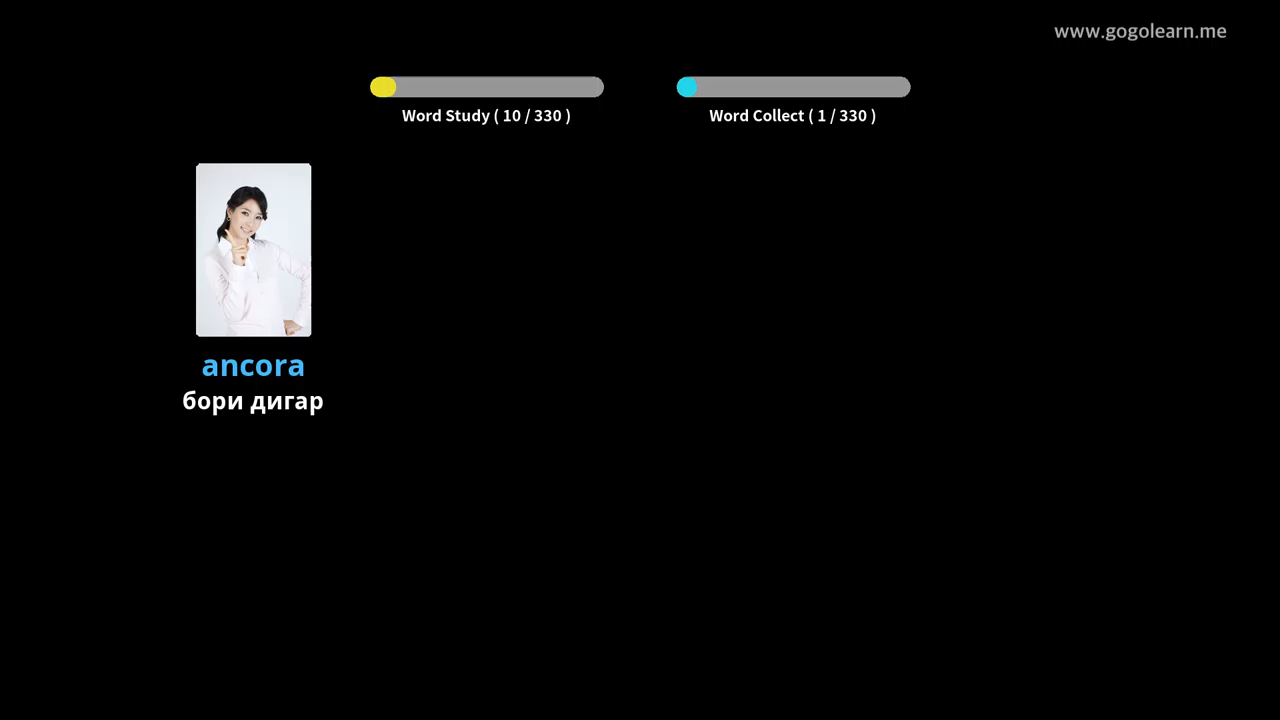 www.gogolearn.me
Word Study ( 10 / 330 )
Word Collect ( 1 / 330 )
ancora
бори дигар